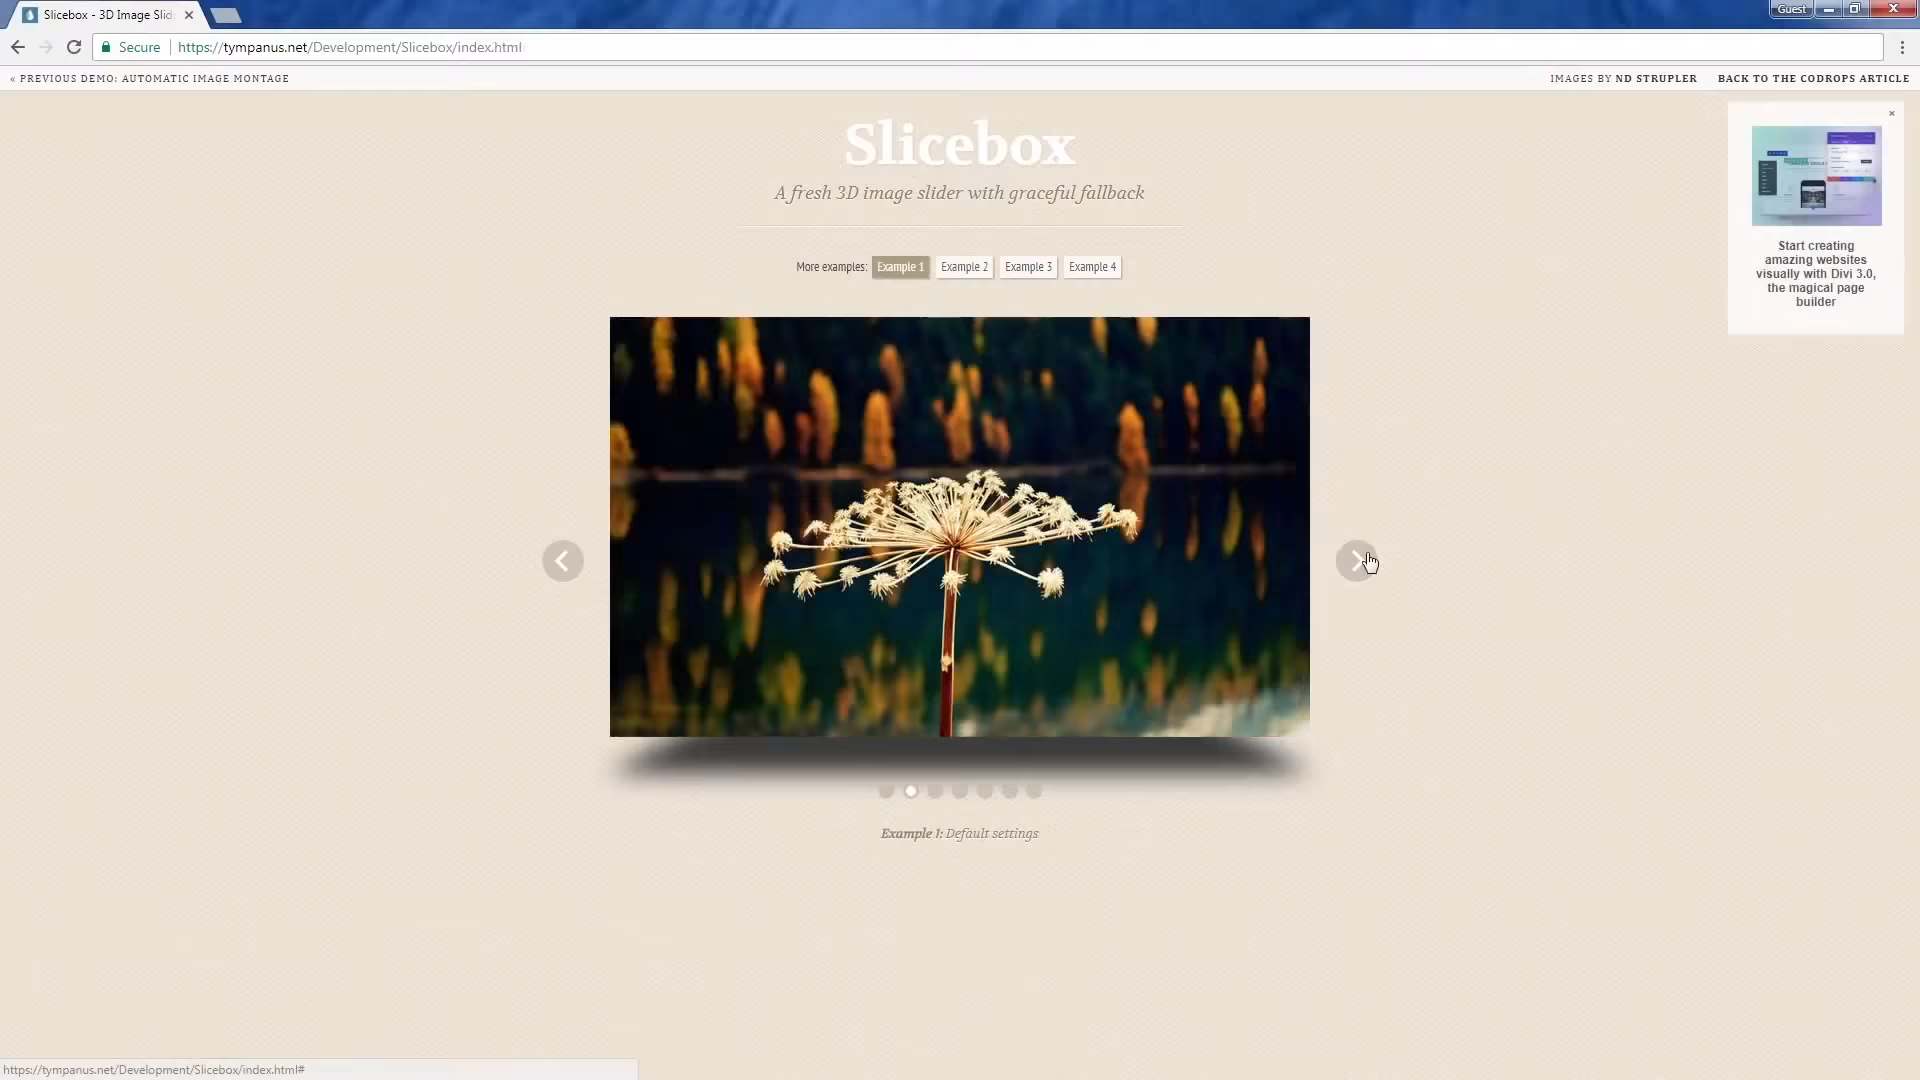 Slicebox - 3D Image Slid
Guest
Secure
https://tympanus.net/Development/Slicebox/index.html
« PREVIOUS DEMO: AUTOMATIC IMAGE MONTAGE
IMAGES BY ND STRUPLER
BACK TO THE CODROPS ARTICLE
Slicebox
A fresh 3D image slider with graceful fallback
More examples: Example 1 Example 2 Example 3 Example 4
Start creating
amazing websites
visually with Divi 3.0,
the magical page
builder
Example 1: Default settings
https://tympanus.net/Development/Slicebox/index.html#